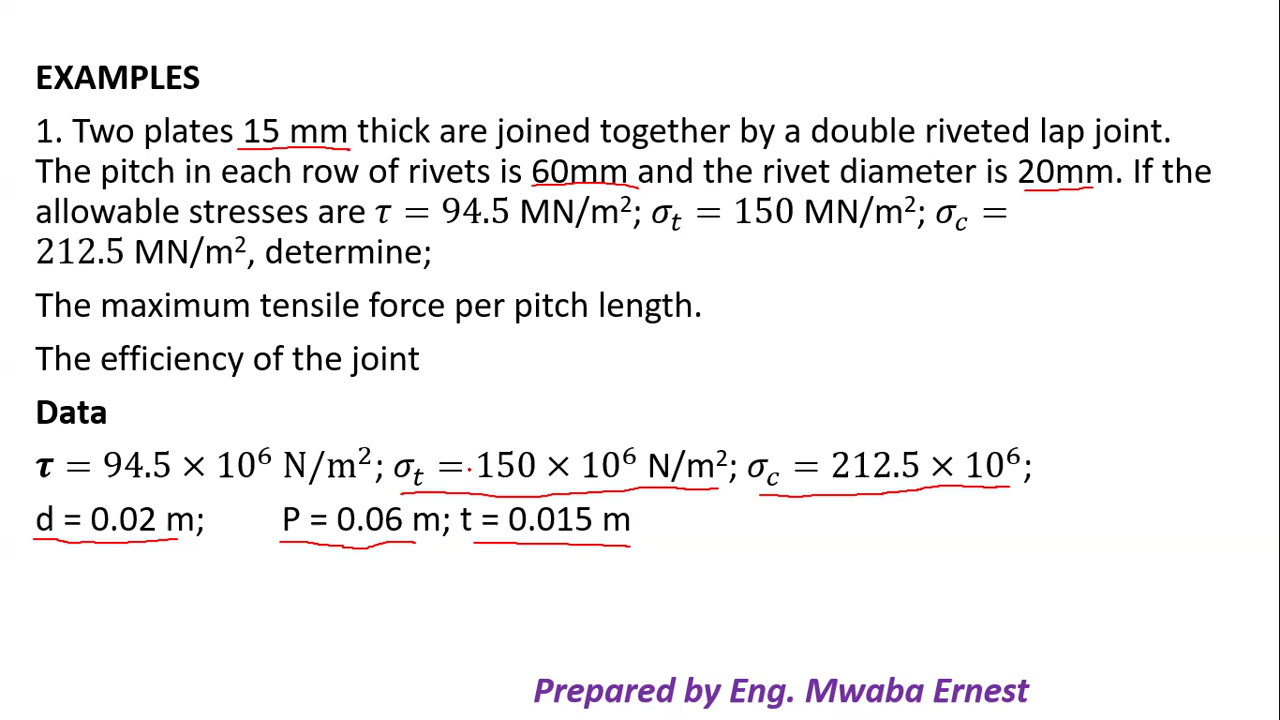 EXAMPLES
1. Two plates 15 mm thick are joined together by a double riveted lap joint.
The pitch in each row of rivets is 60mm and the rivet diameter is 20mm. If the
allowable stresses are τ = 94.5 MN/m²; σₜ = 150 MN/m²; σ_c =
212.5 MN/m², determine;
The maximum tensile force per pitch length.
The efficiency of the joint
Data
τ = 94.5 × 10⁶ N/m²; σₜ = 150 × 10⁶ N/m²; σ_c = 212.5 × 10⁶;
d = 0.02 m; P = 0.06 m; t = 0.015 m
Prepared by Eng. Mwaba Ernest